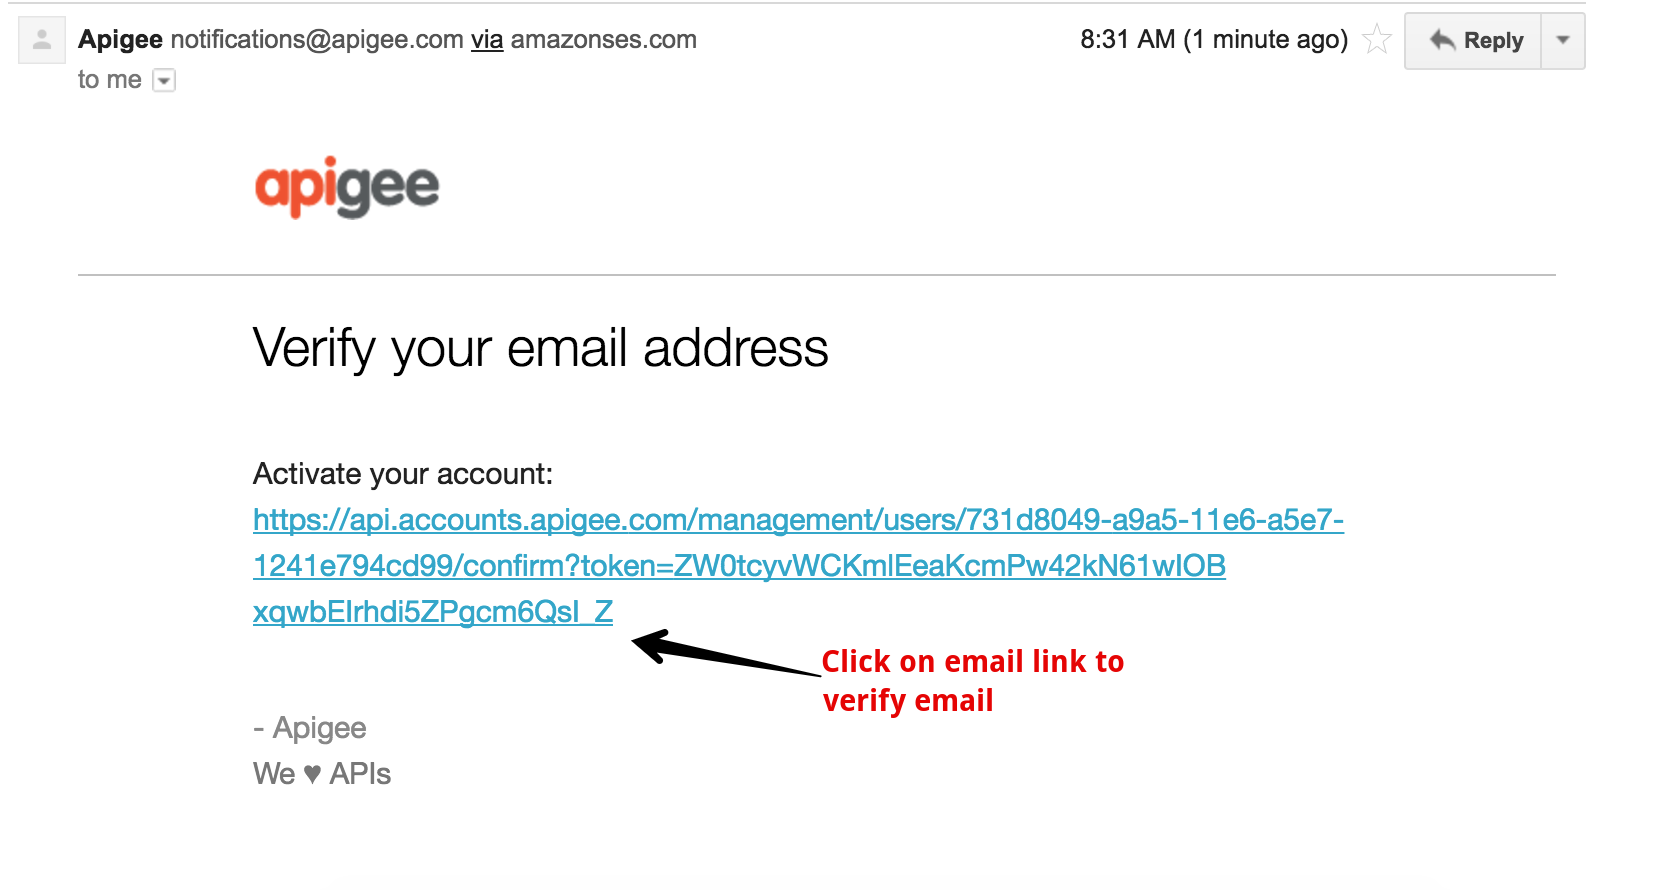 Apigee notifications@apigee.com via amazonses.com 8:31 AM (1 minute ago) Reply
to me
apigee
Verify your email address
Activate your account:
https://api.accounts.apigee.com/management/users/731d8049-a9a5-11e6-a5e7-
1241e794cd99/confirm?token=ZW0tcyvWCKmlEeaKcmPw42kN61wIOB
xqwbEIrhdi5ZPgcm6QsI_Z
Click on email link to
verify email
- Apigee
We ♥ APIs